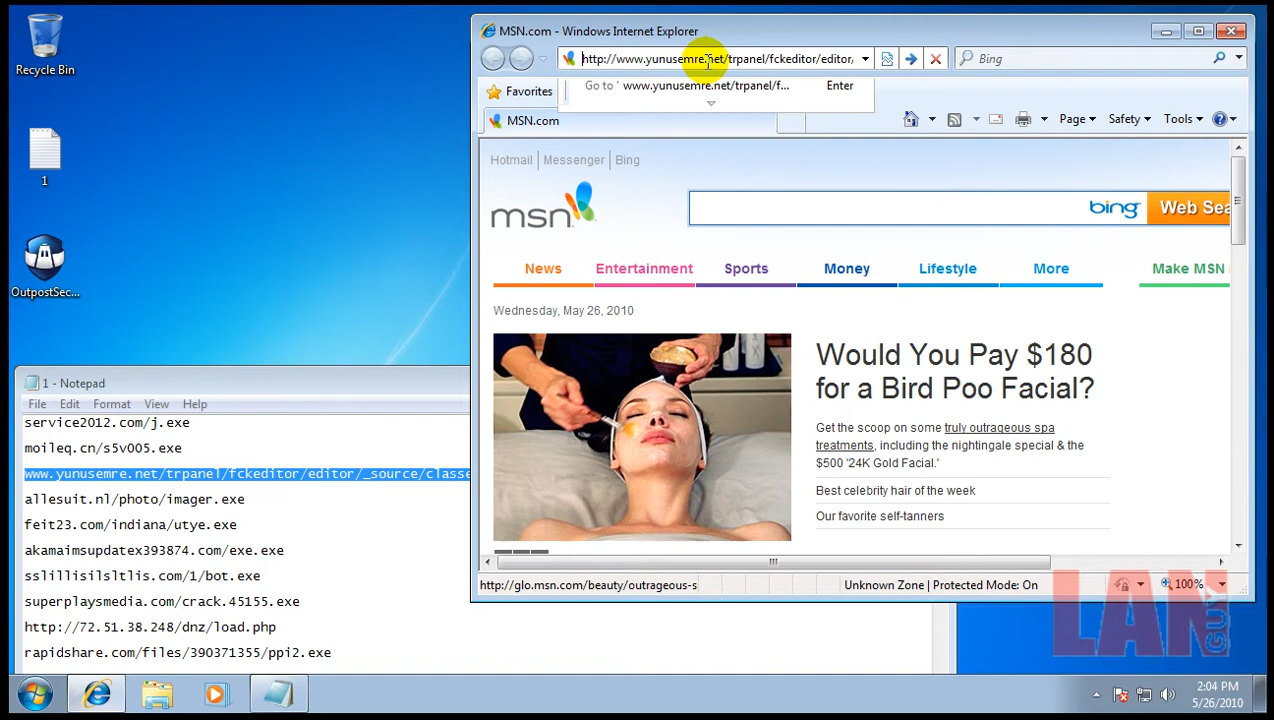 Recycle Bin
1
OutpostSec...
MSN.com - Windows Internet Explorer
http://www.yunusemre.net/trpanel/fckeditor/editor,
Bing
Go to ' www.yunusemre.net/trpanel/f... Enter
Favorites
MSN.com
Page Safety Tools
Hotmail Messenger Bing
msn
bing
Web Sea
News Entertainment Sports Money Lifestyle More Make MSN
Wednesday, May 26, 2010
Would You Pay $180
for a Bird Poo Facial?
Get the scoop on some truly outrageous spa
treatments, including the nightingale special & the
$500 '24K Gold Facial.'
Best celebrity hair of the week
Our favorite self-tanners
http://glo.msn.com/beauty/outrageous-s
Unknown Zone | Protected Mode: On
100%
1 - Notepad
File Edit Format View Help
service2012.com/j.exe
moileq.cn/s5v005.exe
www.yunusemre.net/trpanel/fckeditor/editor/_source/classe
allesuit.nl/photo/imager.exe
feit23.com/indiana/utye.exe
akamaimsupdatex393874.com/exe.exe
sslillisilsltlis.com/1/bot.exe
superplaysmedia.com/crack.45155.exe
http://72.51.38.248/dnz/load.php
rapidshare.com/files/390371355/ppi2.exe
LAN
GUY
2:04 PM
5/26/2010